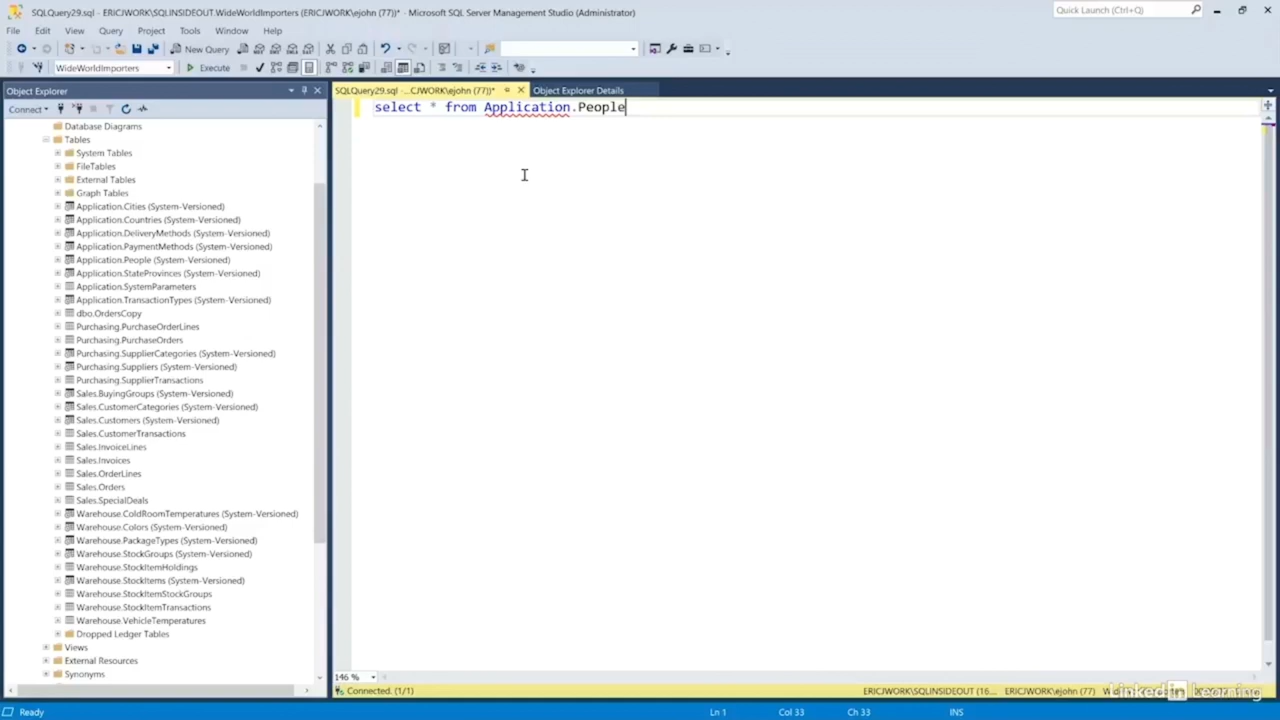 SQLQuery29.sql - ERICJWORK\SQLINSIDEOUT.WideWorldImporters (ERICJWORK\ejohn (77))* - Microsoft SQL Server Management Studio (Administrator)
Quick Launch (Ctrl+Q)
File Edit View Query Project Tools Window Help
New Query
WideWorldImporters
Execute
Object Explorer
SQLQuery29.sql -...CJWORK\ejohn (77))*
Object Explorer Details
Connect
select * from Application.People
Database Diagrams
Tables
System Tables
FileTables
External Tables
Graph Tables
Application.Cities (System-Versioned)
Application.Countries (System-Versioned)
Application.DeliveryMethods (System-Versioned)
Application.PaymentMethods (System-Versioned)
Application.People (System-Versioned)
Application.StateProvinces (System-Versioned)
Application.SystemParameters
Application.TransactionTypes (System-Versioned)
dbo.OrdersCopy
Purchasing.PurchaseOrderLines
Purchasing.PurchaseOrders
Purchasing.SupplierCategories (System-Versioned)
Purchasing.Suppliers (System-Versioned)
Purchasing.SupplierTransactions
Sales.BuyingGroups (System-Versioned)
Sales.CustomerCategories (System-Versioned)
Sales.Customers (System-Versioned)
Sales.CustomerTransactions
Sales.InvoiceLines
Sales.Invoices
Sales.OrderLines
Sales.Orders
Sales.SpecialDeals
Warehouse.ColdRoomTemperatures (System-Versioned)
Warehouse.Colors (System-Versioned)
Warehouse.PackageTypes (System-Versioned)
Warehouse.StockGroups (System-Versioned)
Warehouse.StockItemHoldings
Warehouse.StockItems (System-Versioned)
Warehouse.StockItemStockGroups
Warehouse.StockItemTransactions
Warehouse.VehicleTemperatures
Dropped Ledger Tables
Views
External Resources
Synonyms
146 %
Connected. (1/1)
ERICJWORK\SQLINSIDEOUT (16...
ERICJWORK\ejohn (77)
LinkedIn Learning
Ready
Ln 1
Col 33
Ch 33
INS